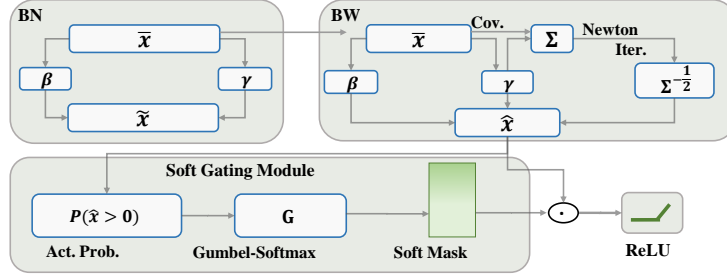 BN
x̄
β
γ
x̃
BW
x̄
Cov.
Σ
Newton
Iter.
β
γ
Σ^{-1/2}
x̂
Soft Gating Module
P(x̂ > 0)
G
Act. Prob.
Gumbel-Softmax
Soft Mask
ReLU